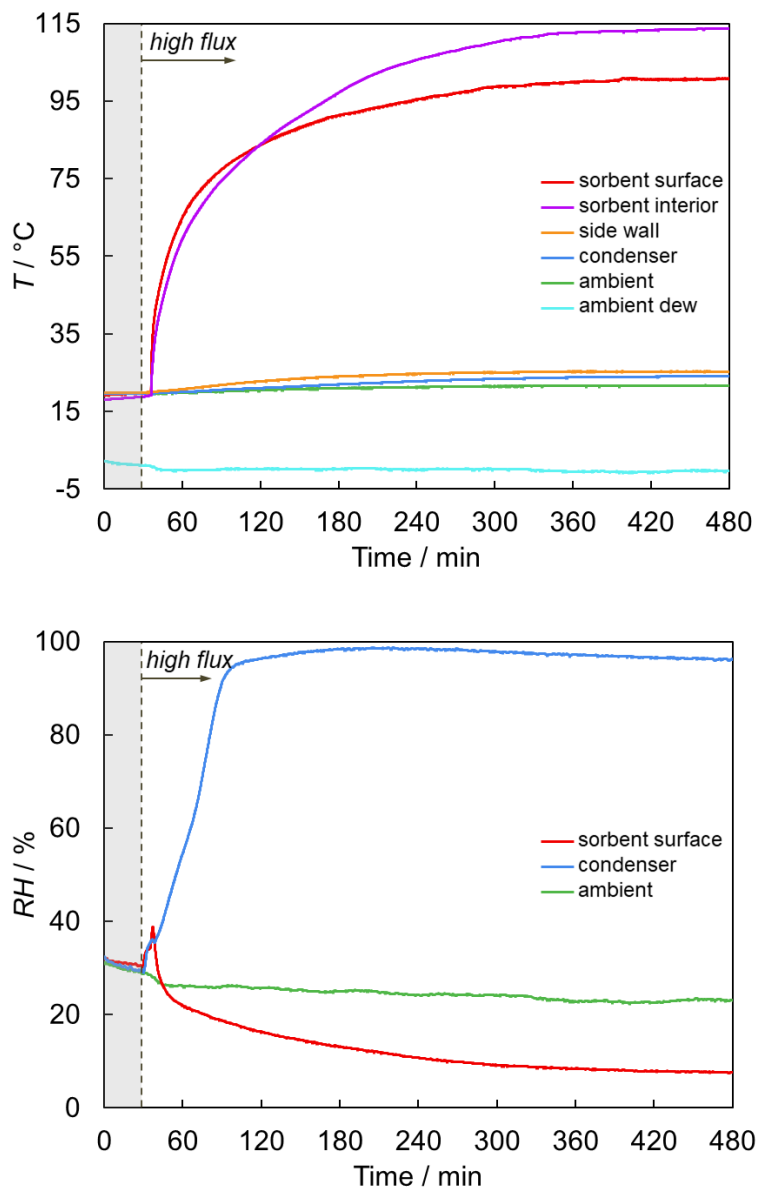 115
95
75
55
35
15
-5
T / °C
high flux
sorbent surface
sorbent interior
side wall
condenser
ambient
ambient dew
0 60 120 180 240 300 360 420 480
Time / min
100
80
60
40
20
0
RH / %
high flux
sorbent surface
condenser
ambient
0 60 120 180 240 300 360 420 480
Time / min